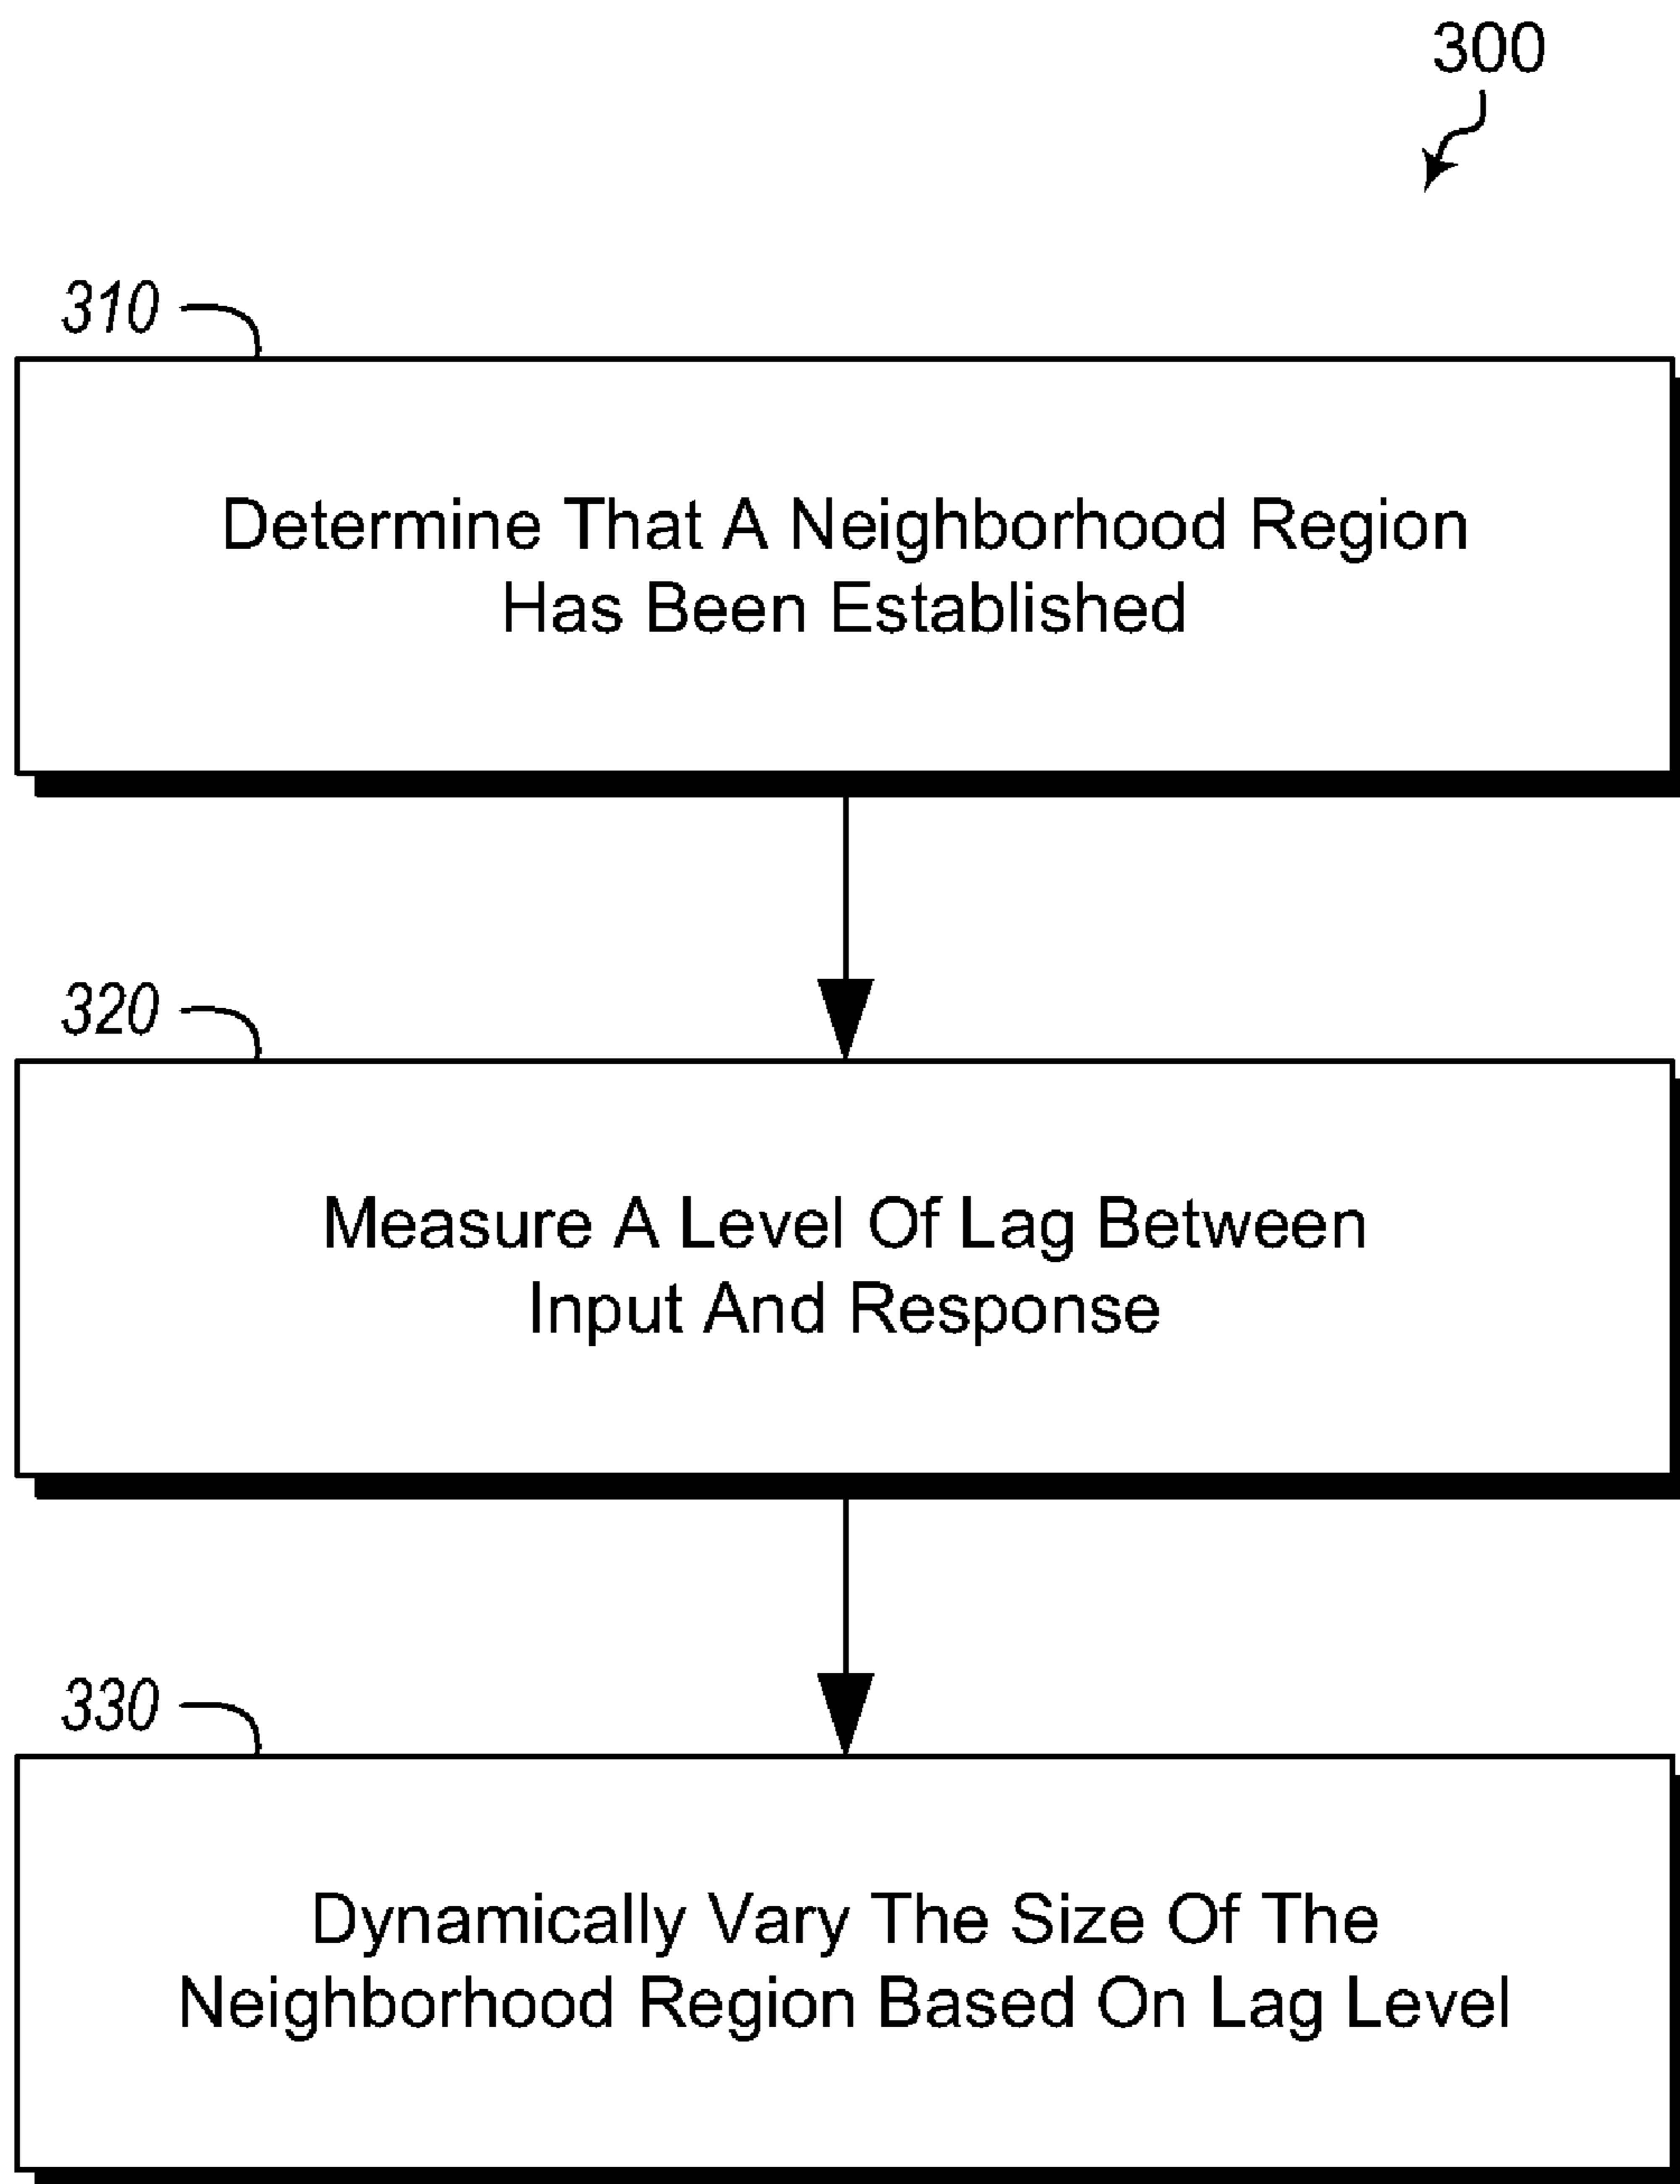 300
310
Determine That A Neighborhood Region
Has Been Established
320
Measure A Level Of Lag Between
Input And Response
330
Dynamically Vary The Size Of The
Neighborhood Region Based On Lag Level